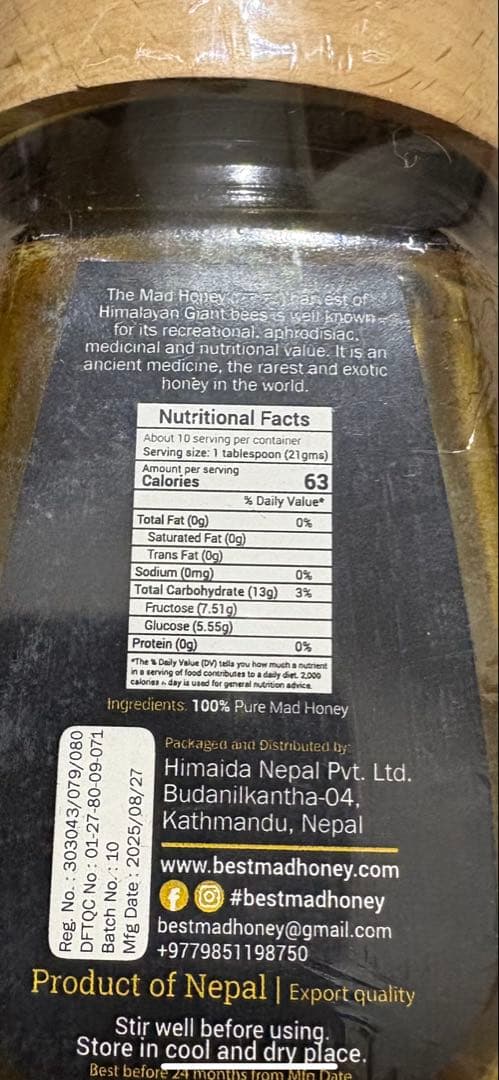 The Mad Honey harvest of
Himalayan Giant bees is well known
for its recreational, aphrodisiac,
medicinal and nutritional value. It is an
ancient medicine, the rarest and exotic
honey in the world.
Nutritional Facts
About 10 serving per container
Serving size: 1 tablespoon (21gms)
Amount per serving
Calories 63
% Daily Value*
Total Fat (0g) 0%
Saturated Fat (0g)
Trans Fat (0g)
Sodium (0mg) 0%
Total Carbohydrate (13g) 3%
Fructose (7.51g)
Glucose (5.55g)
Protein (0g) 0%
*The % Daily Value (DV) tells you how much a nutrient
in a serving of food contributes to a daily diet. 2,000
calories a day is used for general nutrition advice.
Ingredients: 100% Pure Mad Honey
Reg. No.: 303043/079/080
DFTQC No : 01-27-80-09-071
Batch No. : 10
Mfg Date : 2025/08/27
Packaged and Distributed by:
Himaida Nepal Pvt. Ltd.
Budanilkantha-04,
Kathmandu, Nepal
www.bestmadhoney.com
#bestmadhoney
bestmadhoney@gmail.com
+9779851198750
Product of Nepal | Export quality
Stir well before using.
Store in cool and dry place.
Best before 24 months from Mfg Date